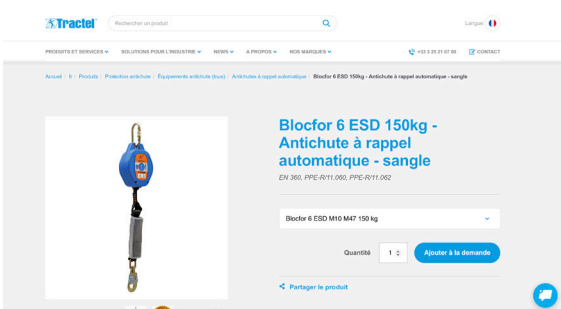 Tractel
Rechercher un produit
Langue
PRODUITS ET SERVICES
SOLUTIONS POUR L'INDUSTRIE
NEWS
A PROPOS
NOS MARQUES
+33 3 25 21 07 00
CONTACT
Accueil | fr | Produits | Protection antichute | Équipements antichute (tous) | Antichutes à rappel automatique | Blocfor 6 ESD 150kg - Antichute à rappel automatique - sangle
Blocfor 6 ESD 150kg -
Antichute à rappel
automatique - sangle
EN 360, PPE-R/11.060, PPE-R/11.062
Blocfor 6 ESD M10 M47 150 kg
Quantité
1
Ajouter à la demande
Partager le produit